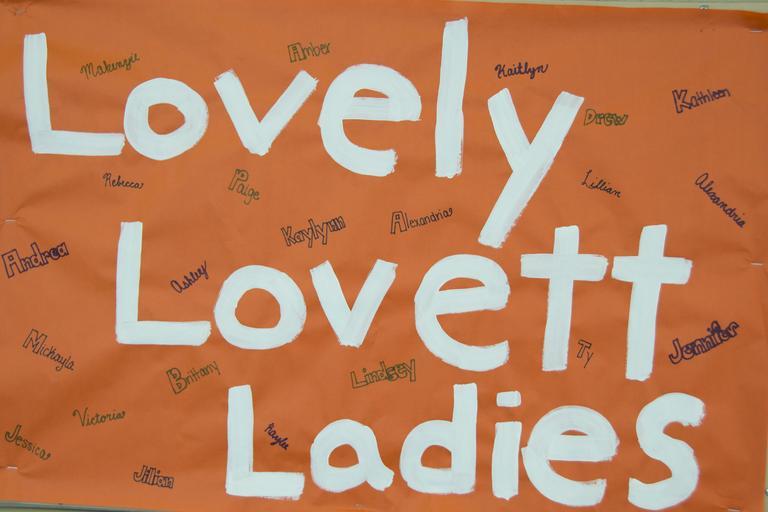 Lovely
Lovett
Ladies
Makenzie
Amber
Kaitlyn
Kathleen
Drew
Rebecca
Paige
Lillian
Alexandria
Kaylynn
Alexandria
Andrea
Ashley
Mickayla
Brittany
Lindsey
Ty
Jennifer
Victoria
Kaylee
Jessica
Jillian